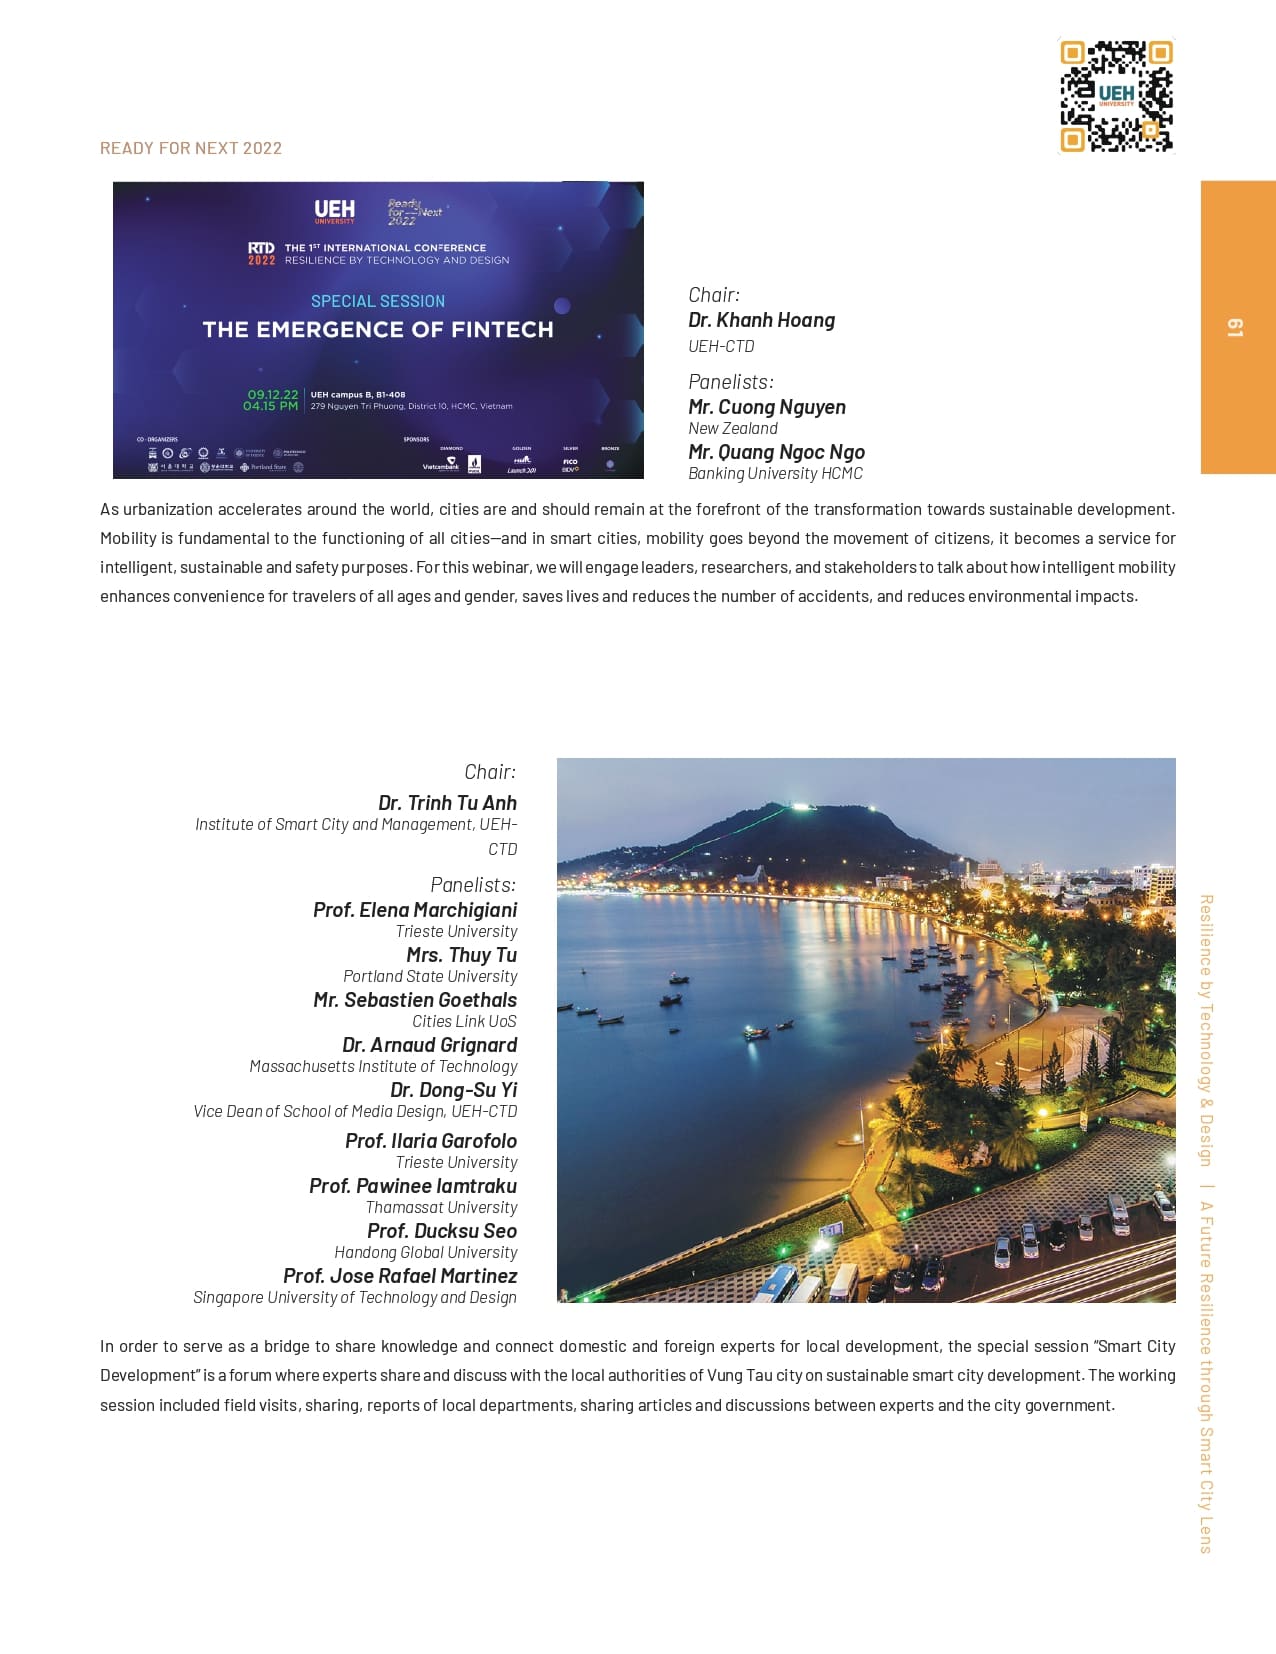 UEH
UNIVERSITY
READY FOR NEXT 2022
UEH
UNIVERSITY
Ready
for—Next
2022
RTD
2022
THE 1ST INTERNATIONAL CONFERENCE
RESILIENCE BY TECHNOLOGY AND DESIGN
SPECIAL SESSION
THE EMERGENCE OF FINTECH
09.12.22
04.15 PM
UEH campus B, B1-408
279 Nguyen Tri Phuong, District 10, HCMC, Vietnam
CO - ORGANIZERS
서울대학교
Portland State
SPONSORS
DIAMOND
Vietcombank
GOLDEN
SILVER
FICO
BIDV
BRONZE
Chair:
Dr. Khanh Hoang
UEH-CTD
Panelists:
Mr. Cuong Nguyen
New Zealand
Mr. Quang Ngoc Ngo
Banking University HCMC
61
As urbanization accelerates around the world, cities are and should remain at the forefront of the transformation towards sustainable development.
Mobility is fundamental to the functioning of all cities—and in smart cities, mobility goes beyond the movement of citizens, it becomes a service for
intelligent, sustainable and safety purposes. For this webinar, we will engage leaders, researchers, and stakeholders to talk about how intelligent mobility
enhances convenience for travelers of all ages and gender, saves lives and reduces the number of accidents, and reduces environmental impacts.
Chair:
Dr. Trinh Tu Anh
Institute of Smart City and Management, UEH-
CTD
Panelists:
Prof. Elena Marchigiani
Trieste University
Mrs. Thuy Tu
Portland State University
Mr. Sebastien Goethals
Cities Link UoS
Dr. Arnaud Grignard
Massachusetts Institute of Technology
Dr. Dong-Su Yi
Vice Dean of School of Media Design, UEH-CTD
Prof. Ilaria Garofolo
Trieste University
Prof. Pawinee Iamtraku
Thamassat University
Prof. Ducksu Seo
Handong Global University
Prof. Jose Rafael Martinez
Singapore University of Technology and Design
In order to serve as a bridge to share knowledge and connect domestic and foreign experts for local development, the special session “Smart City
Development” is a forum where experts share and discuss with the local authorities of Vung Tau city on sustainable smart city development. The working
session included field visits, sharing, reports of local departments, sharing articles and discussions between experts and the city government.
Resilience by Technology & Design | A Future Resilience through Smart City Lens